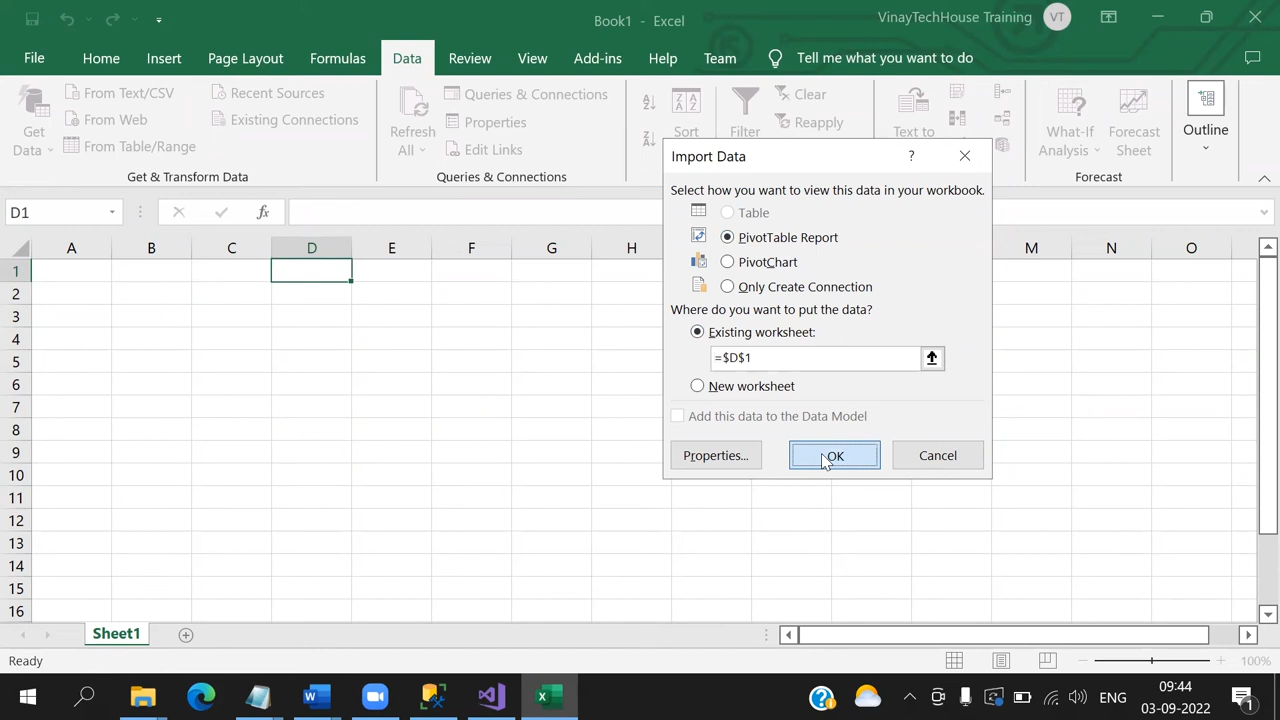 Book1 - Excel
VinayTechHouse Training
VT
File
Home
Insert
Page Layout
Formulas
Data
Review
View
Add-ins
Help
Team
Tell me what you want to do
Get
Data
From Text/CSV
From Web
From Table/Range
Recent Sources
Existing Connections
Get & Transform Data
Refresh
All
Queries & Connections
Properties
Edit Links
Queries & Connections
Sort
Filter
Clear
Reapply
Text to
What-If
Analysis
Forecast
Sheet
Forecast
Outline
D1
fx
A B C D E F G H M N O
1
2
3
4
5
6
7
8
9
10
11
12
13
14
15
16
Import Data
?
Select how you want to view this data in your workbook.
Table
PivotTable Report
PivotChart
Only Create Connection
Where do you want to put the data?
Existing worksheet:
=$D$1
New worksheet
Add this data to the Data Model
Properties...
OK
Cancel
Sheet1
Ready
100%
ENG
09:44
03-09-2022
1